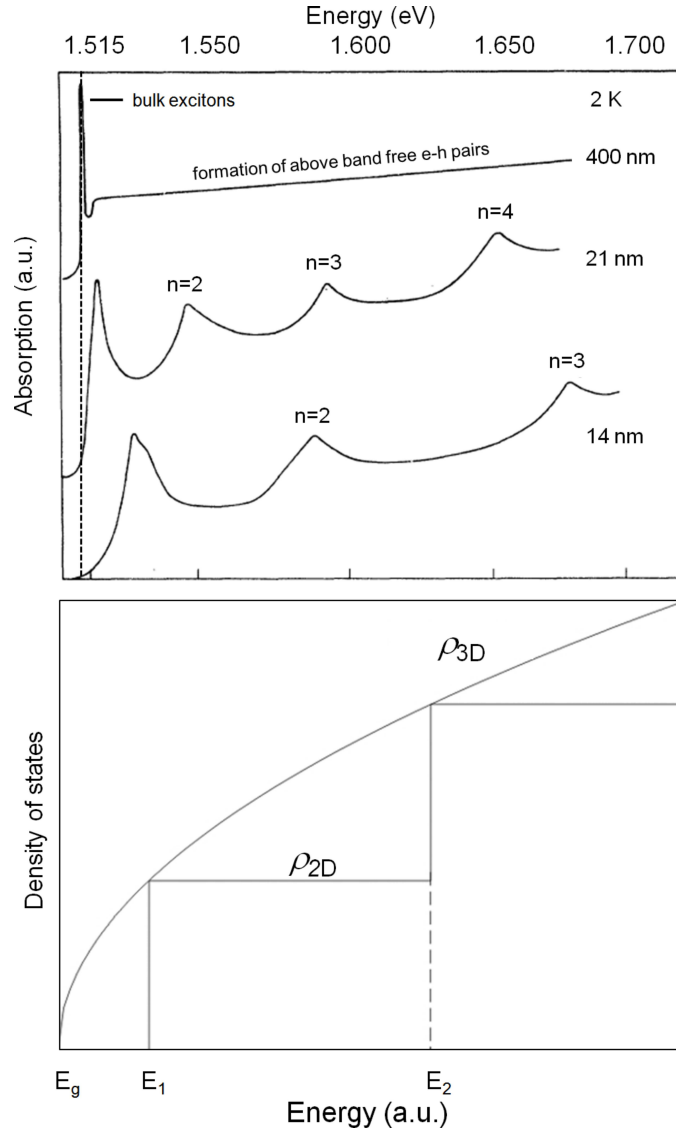 Energy (eV)
1.515 1.550 1.600 1.650 1.700
bulk excitons
2 K
formation of above band free e-h pairs
400 nm
n=4
n=2
n=3
21 nm
n=3
n=2
14 nm
Absorption (a.u.)
ρ3D
ρ2D
Density of states
Eg E1 E2
Energy (a.u.)